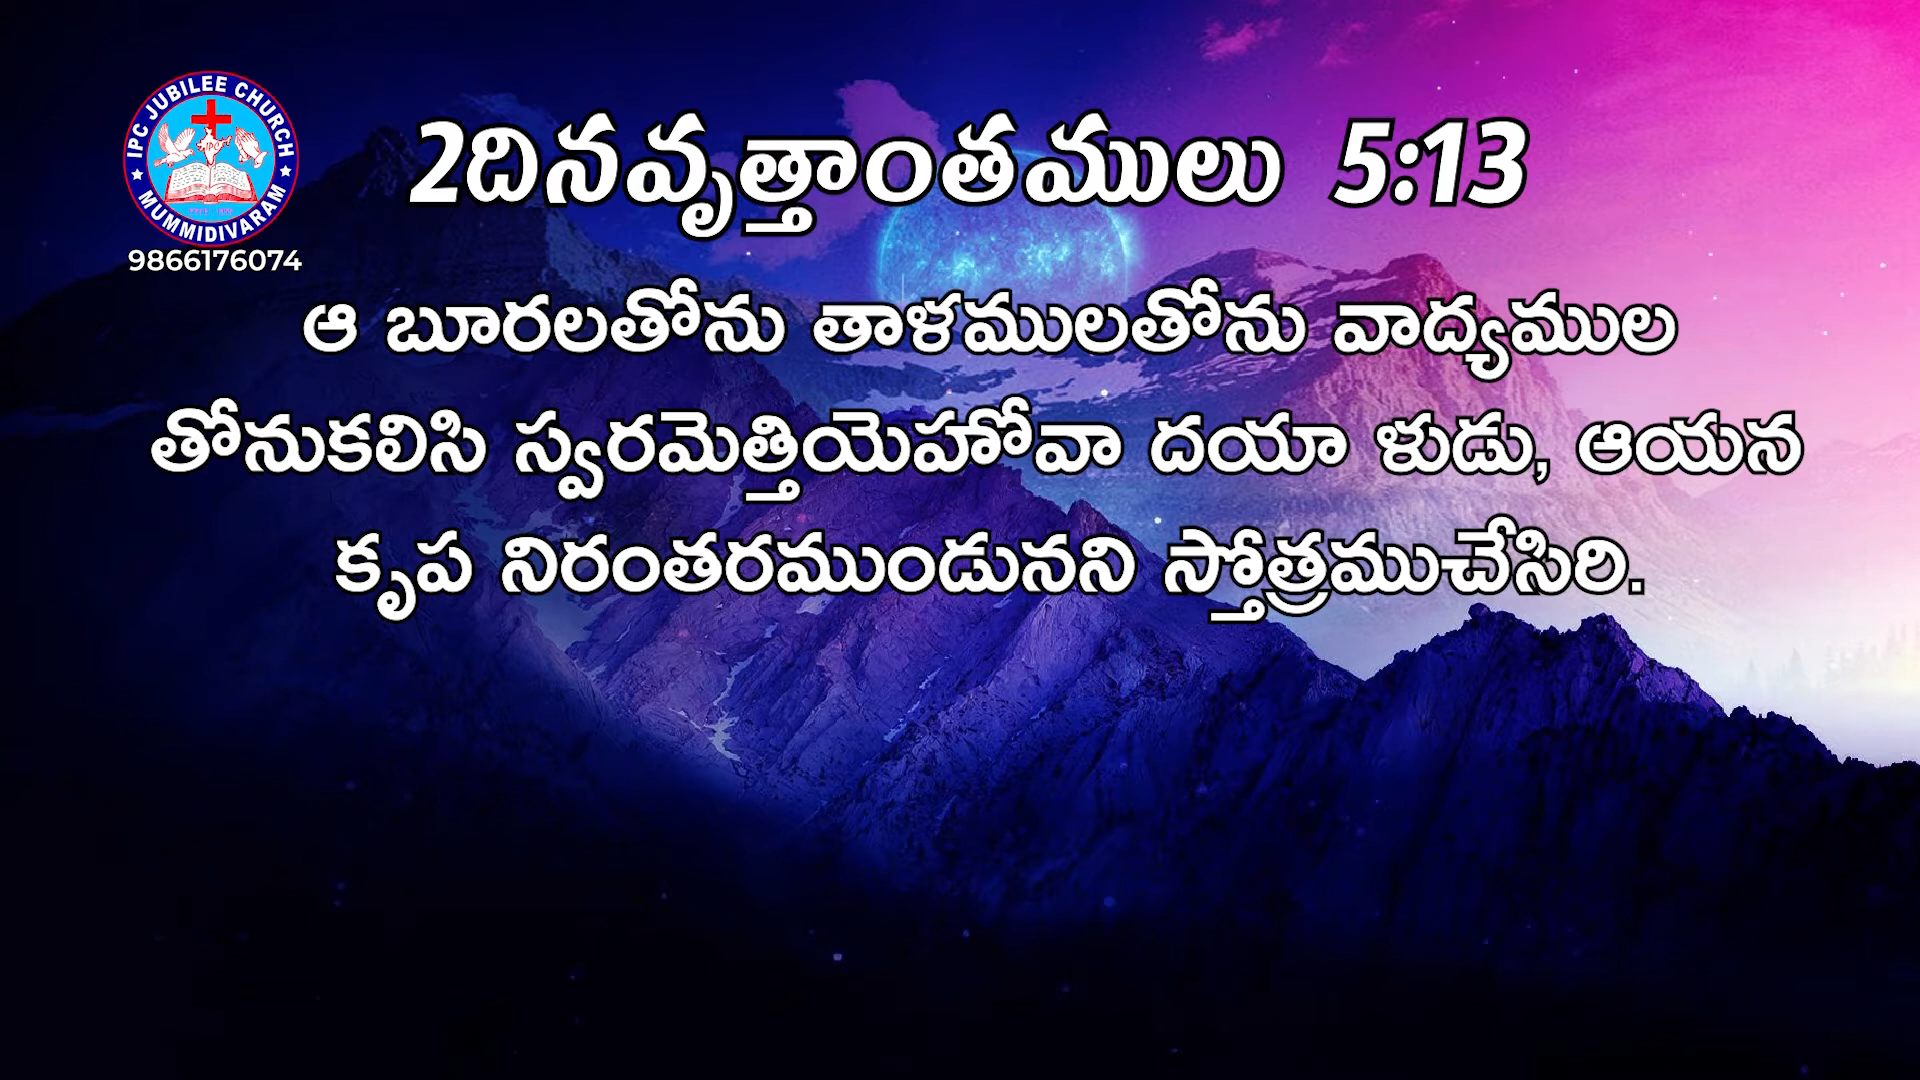 IPC JUBILEE CHURCH
MUMMIDIVARAM
9866176074
2దినవృత్తాంతములు 5:13
ఆ బూరలతోను తాళములతోను వాద్యముల
తోనుకలిసి స్వరమెత్తియెహోవా దయా ళుడు, ఆయన
కృప నిరంతరముండునని స్తోత్రముచేసిరి.